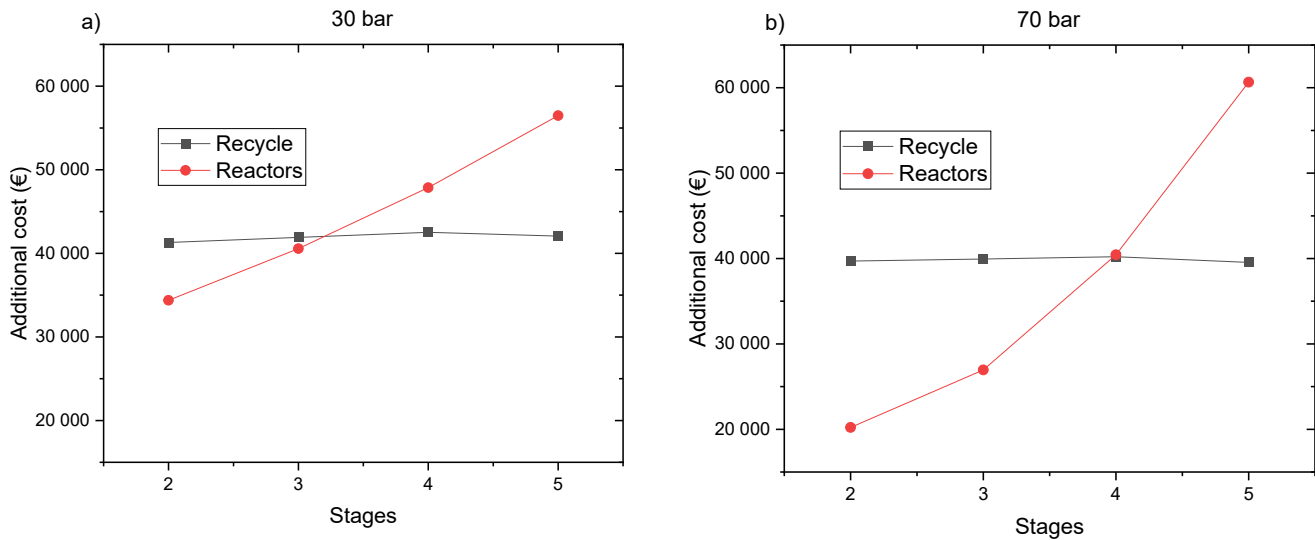 a)
30 bar
60 000
50 000
40 000
30 000
20 000
Additional cost (€)
Recycle
Reactors
2
3
4
5
Stages
b)
70 bar
60 000
50 000
40 000
30 000
20 000
Additional cost (€)
Recycle
Reactors
2
3
4
5
Stages